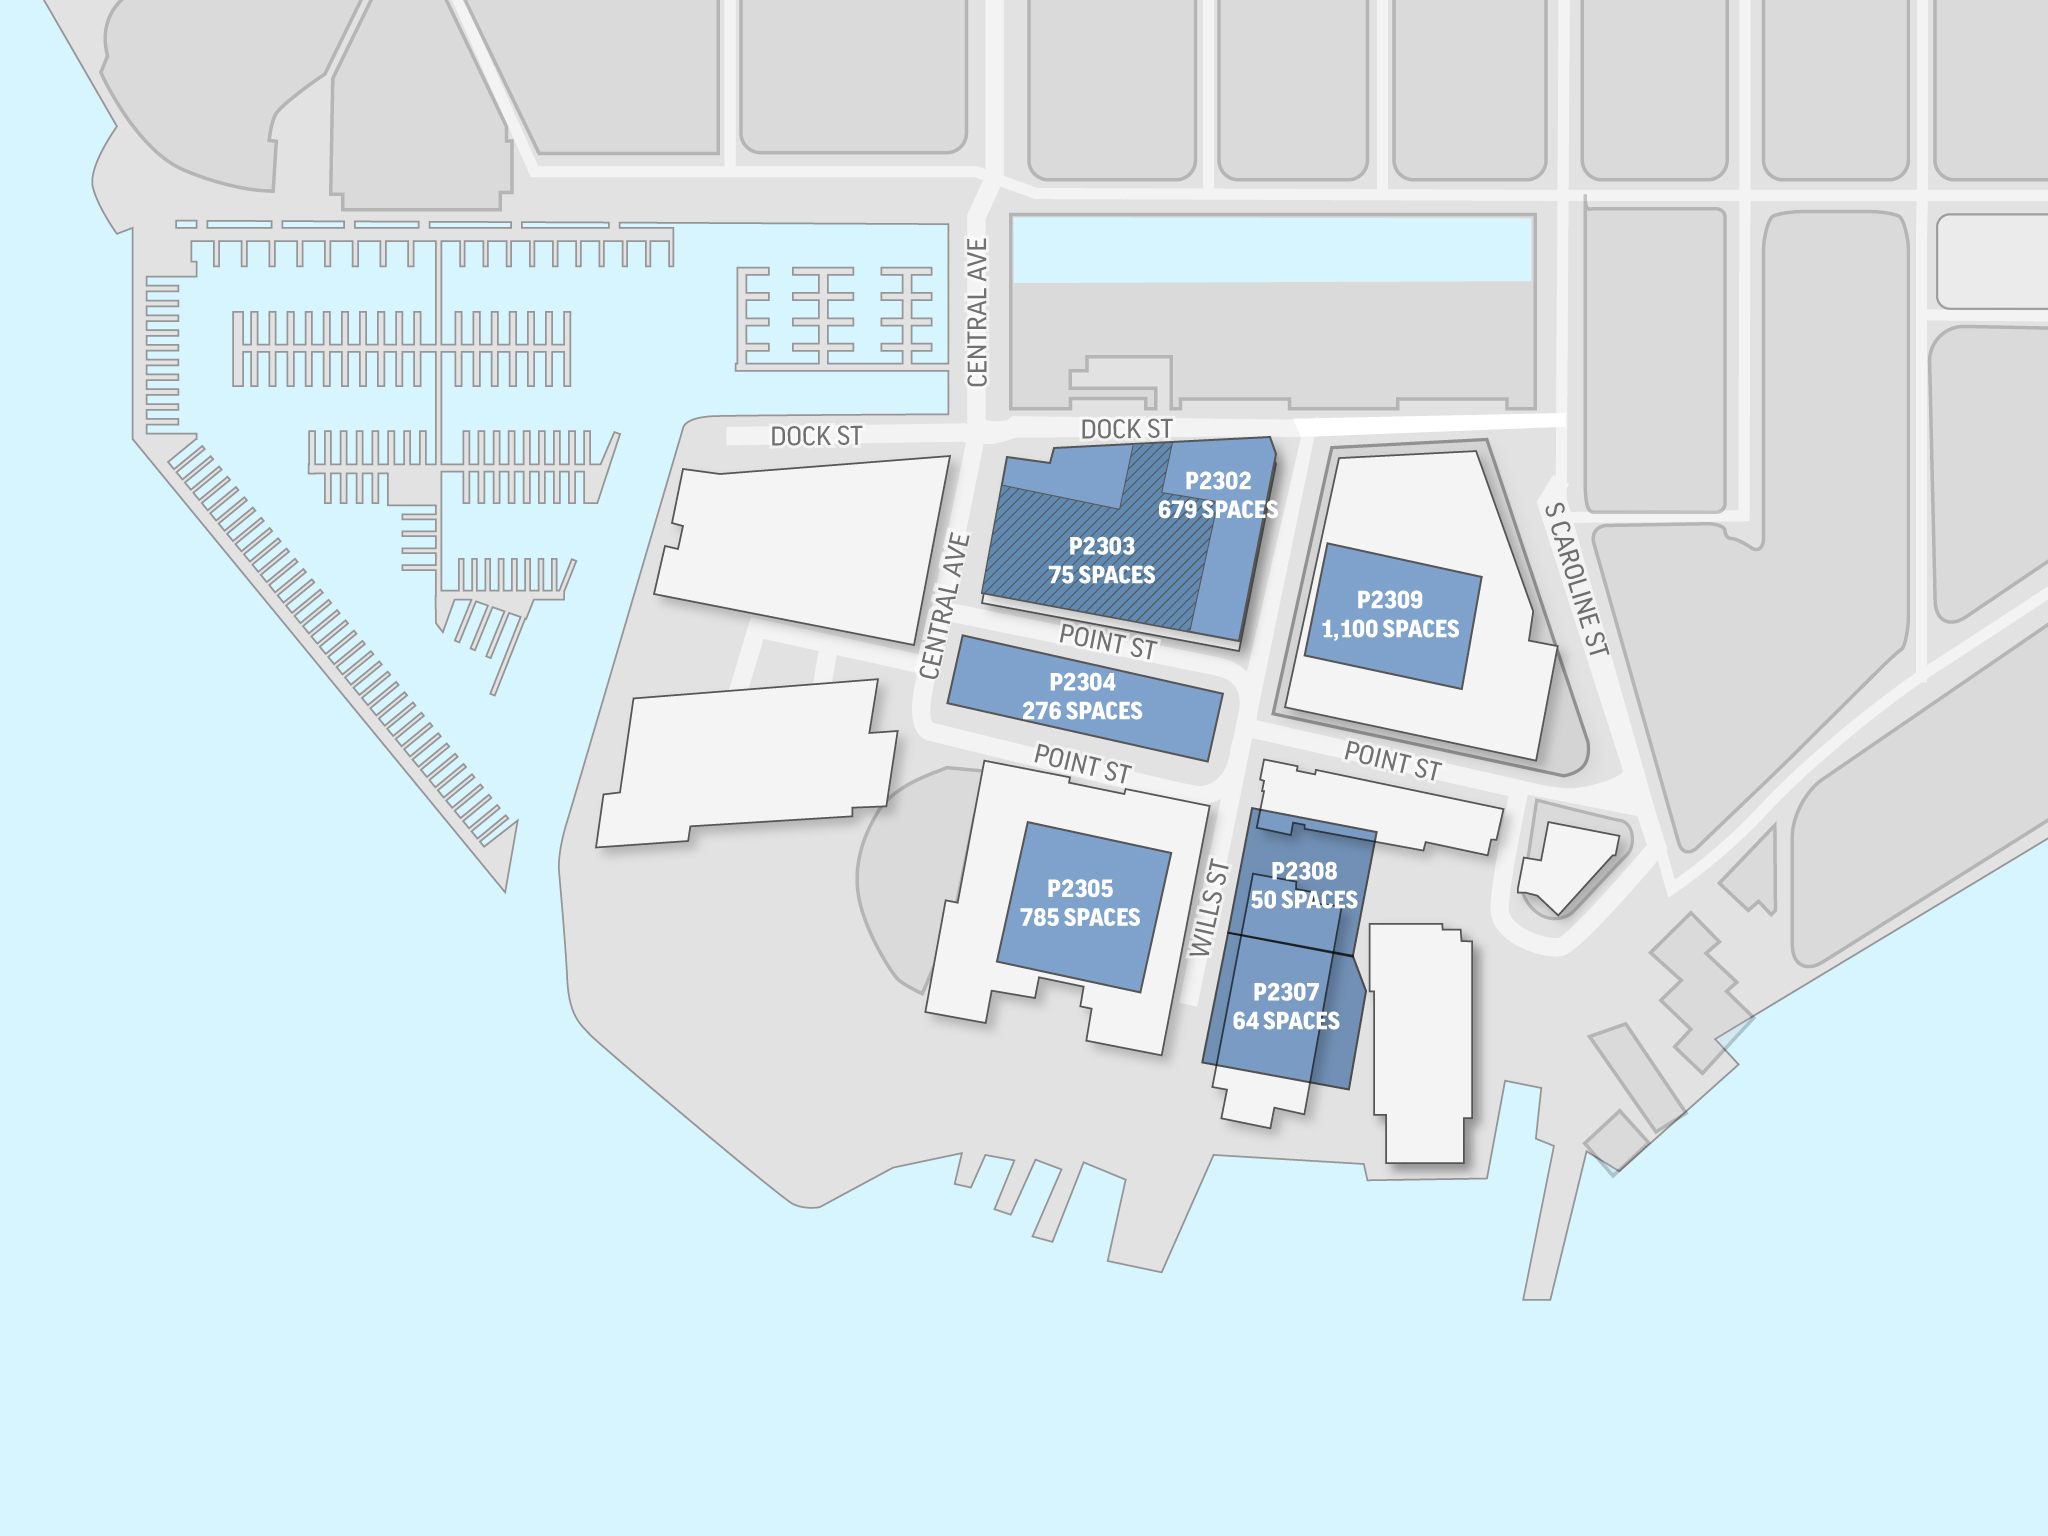 CENTRAL AVE
DOCK ST
DOCK ST
P2302
679 SPACES
P2303
75 SPACES
S CAROLINE ST
CENTRAL AVE
P2309
1,100 SPACES
POINT ST
P2304
276 SPACES
POINT ST
POINT ST
P2305
785 SPACES
WILLS ST
P2308
50 SPACES
P2307
64 SPACES